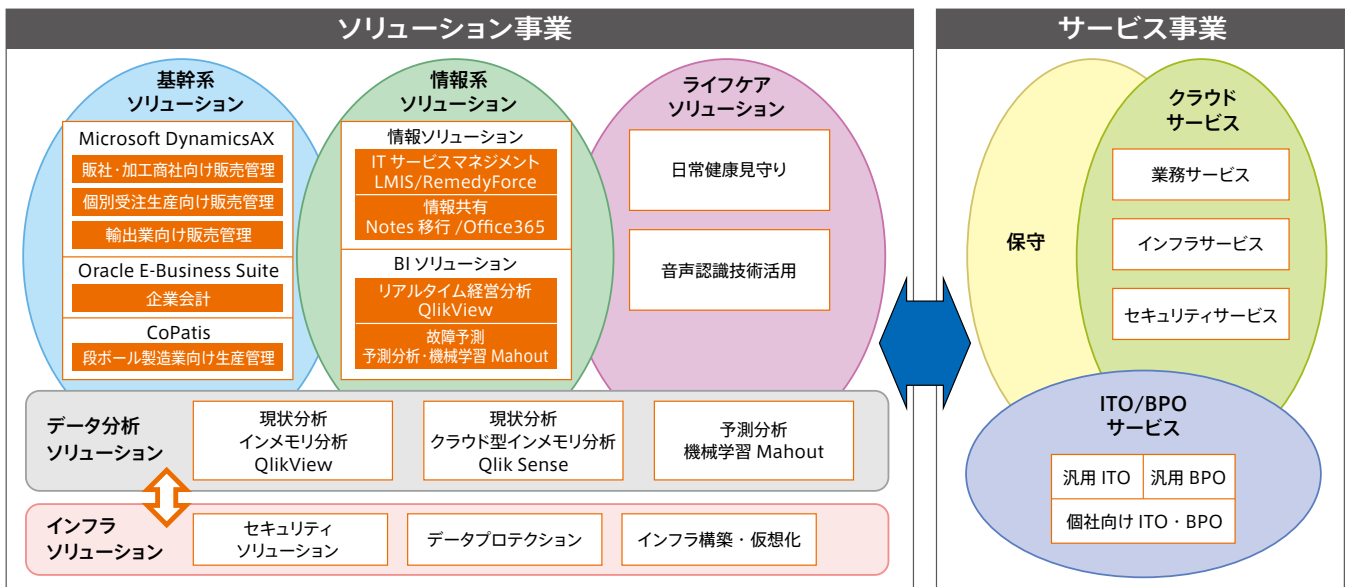 ソリューション事業
基幹系
ソリューション
Microsoft DynamicsAX
販社・加工商社向け販売管理
個別受注生産向け販売管理
輸出業向け販売管理
Oracle E-Business Suite
企業会計
CoPatis
段ボール製造業向け生産管理
情報系
ソリューション
情報ソリューション
IT サービスマネジメント
LMIS/RemedyForce
情報共有
Notes 移行 /Office365
BI ソリューション
リアルタイム経営分析
QlikView
故障予測
予測分析・機械学習 Mahout
ライフケア
ソリューション
日常健康見守り
音声認識技術活用
データ分析
ソリューション
現状分析
インメモリ分析
QlikView
現状分析
クラウド型インメモリ分析
Qlik Sense
予測分析
機械学習 Mahout
インフラ
ソリューション
セキュリティ
ソリューション
データプロテクション
インフラ構築・仮想化
サービス事業
保守
クラウド
サービス
業務サービス
インフラサービス
セキュリティサービス
ITO/BPO
サービス
汎用 ITO
汎用 BPO
個社向け ITO・BPO